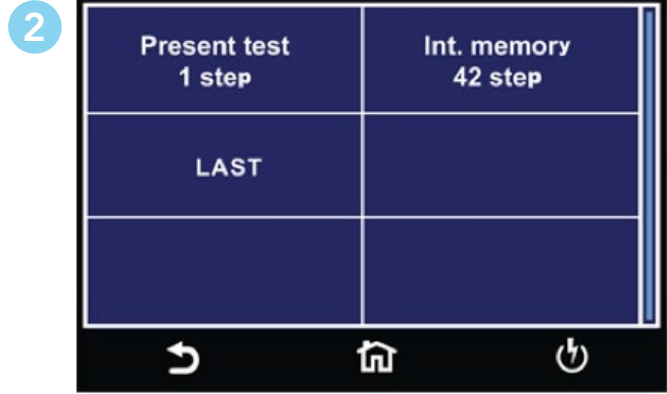 2
Present test
1 step
Int. memory
42 step
LAST